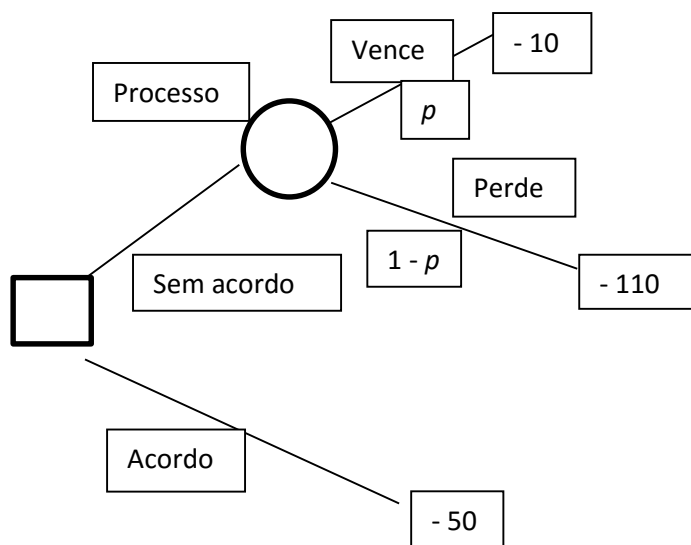 Vence
- 10
Processo
p
Perde
1 - p
Sem acordo
- 110
Acordo
- 50